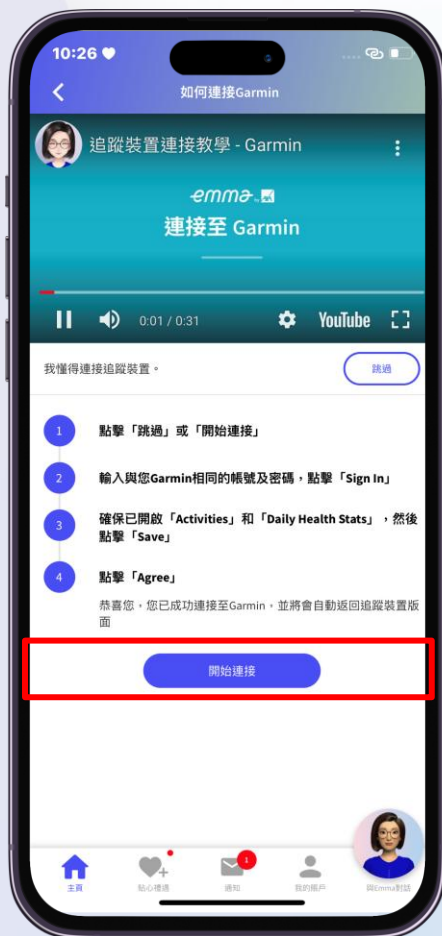 10:26
如何連接Garmin
追蹤裝置連接教學 - Garmin
emma by
連接至 Garmin
0:01 / 0:31
YouTube
我懂得連接追蹤裝置。
跳過
1
點擊「跳過」或「開始連接」
2
輸入與您Garmin相同的帳號及密碼，點擊「Sign In」
3
確保已開啟「Activities」和「Daily Health Stats」，然後
點擊「Save」
4
點擊「Agree」
恭喜您，您已成功連接至Garmin，並將會自動返回追蹤裝置版
面
開始連接
1
主頁
貼心禮遇
通知
我的賬戶
與Emma對話